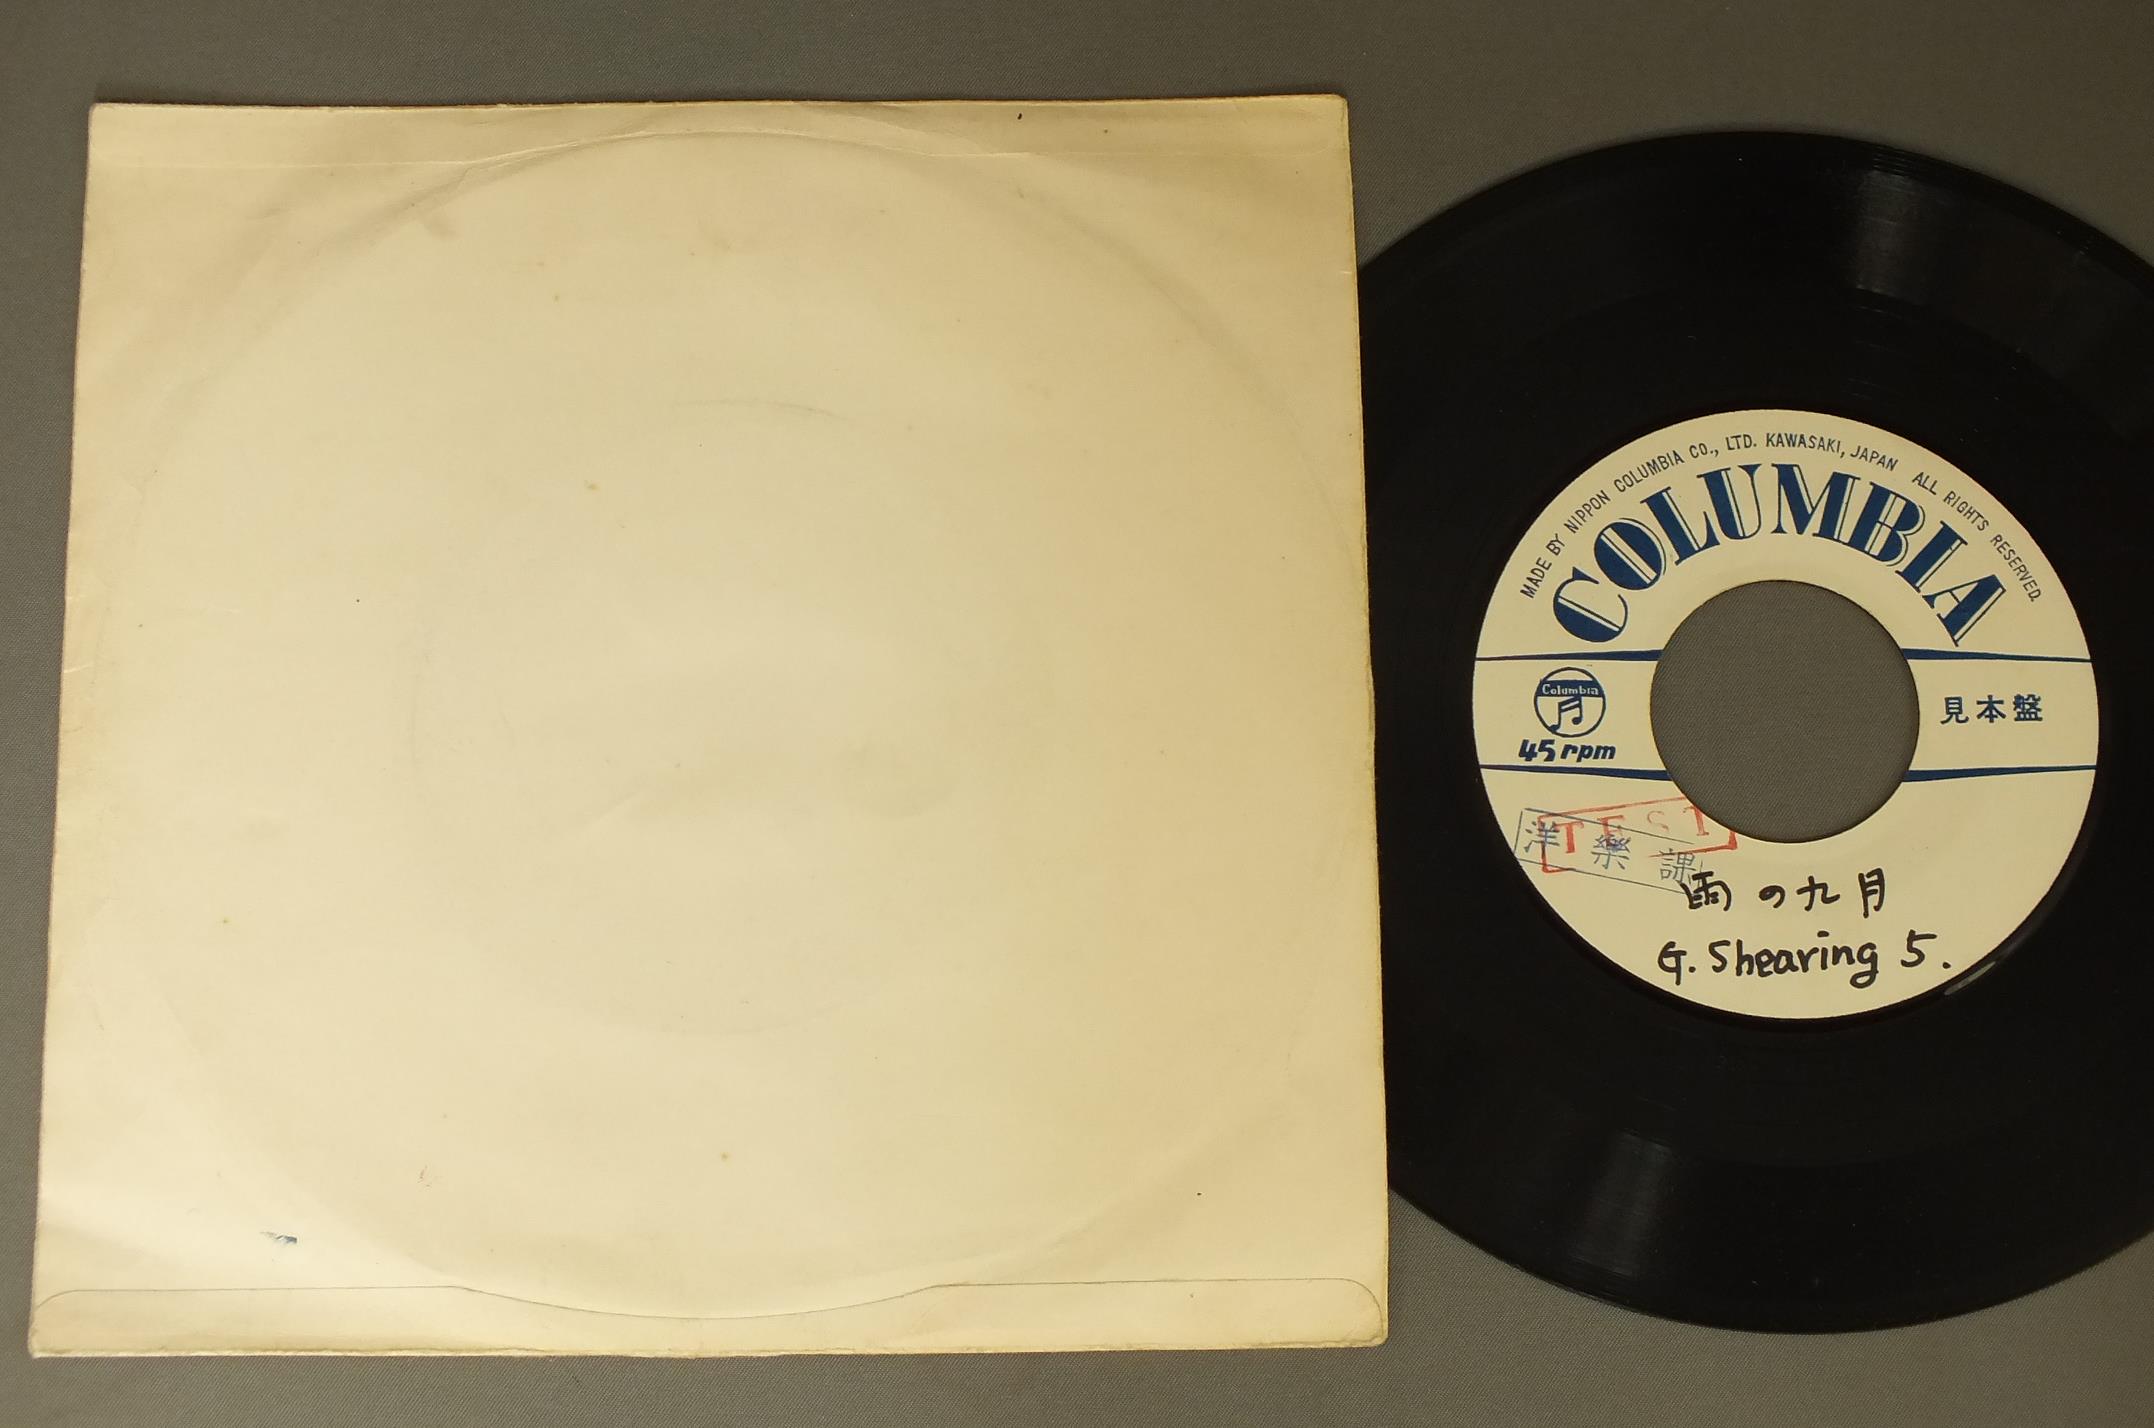 MADE BY NIPPON COLUMBIA CO., LTD. KAWASAKI, JAPAN ALL RIGHTS RESERVED.
COLUMBIA
Columbia
45 rpm
見本盤
TEST
洋樂課
雨の九月
G. Shearing 5.